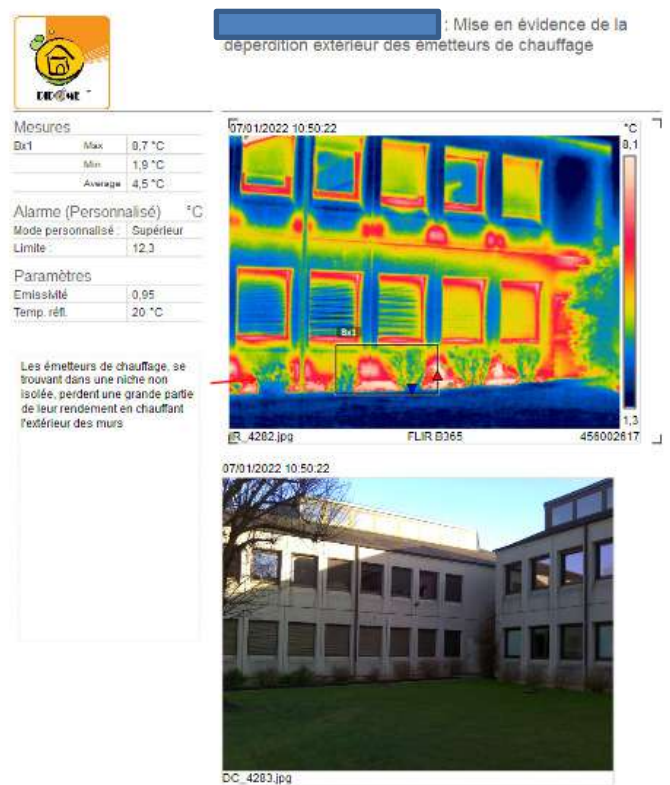 : Mise en évidence de la
déperdition extérieur des émetteurs de chauffage
Mesures
Bx1 Max 8,7 °C
Min 1,9 °C
Average 4,5 °C
Alarme (Personnalisé) °C
Mode personnalisé : Supérieur
Limite : 12,3
Paramètres
Emissivité 0,95
Temp. réfl. 20 °C
Les émetteurs de chauffage, se
trouvant dans une niche non
isolée, perdent une grande partie
de leur rendement en chauffant
l'extérieur des murs
07/01/2022 10:50:22
°C
8,1
Bx1
1,3
IR_4282.jpg FLIR B365 456002617
07/01/2022 10:50:22
DC_4283.jpg